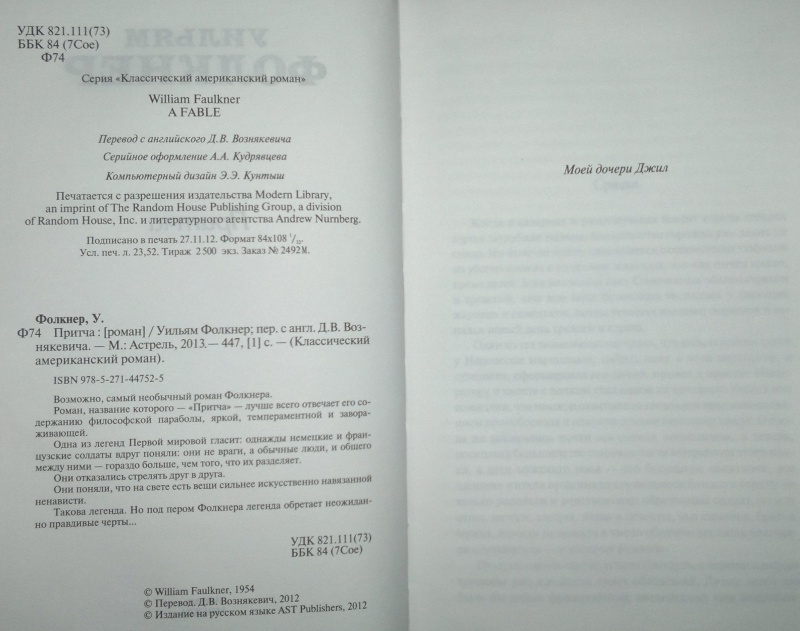 УДК 821.111(73)
ББК 84 (7Сое)
Ф74
Серия «Классический американский роман»
William Faulkner
A FABLE
Перевод с английского Д.В. Вознякевича
Серийное оформление А.А. Кудрявцева
Компьютерный дизайн Э.Э. Кунтыш
Печатается с разрешения издательства Modern Library,
an imprint of The Random House Publishing Group, a division
of Random House, Inc. и литературного агентства Andrew Nurnberg.
Подписано в печать 27.11.12. Формат 84x108 1/32.
Усл. печ. л. 23,52. Тираж 2 500 экз. Заказ № 2492М.
Фолкнер, У.
Ф74 Притча : [роман] / Уильям Фолкнер; пер. с англ. Д.В. Воз-
някевича. — М.: Астрель, 2013.— 447, [1] с. — (Классический
американский роман).
ISBN 978-5-271-44752-5
Возможно, самый необычный роман Фолкнера.
Роман, название которого — «Притча» — лучше всего отвечает его со-
держанию философской параболы, яркой, темпераментной и завора-
живающей.
Одна из легенд Первой мировой гласит: однажды немецкие и фран-
цузские солдаты вдруг поняли: они не враги, а обычные люди, и общего
между ними — гораздо больше, чем того, что их разделяет.
Они отказались стрелять друг в друга.
Они поняли, что на свете есть вещи сильнее искусственно навязанной
ненависти.
Такова легенда. Но под пером Фолкнера легенда обретает неожидан-
но правдивые черты...
УДК 821.111(73)
ББК 84 (7Сое)
© William Faulkner, 1954
© Перевод. Д.В. Вознякевич, 2012
© Издание на русском языке AST Publishers, 2012
Моей дочери Джил